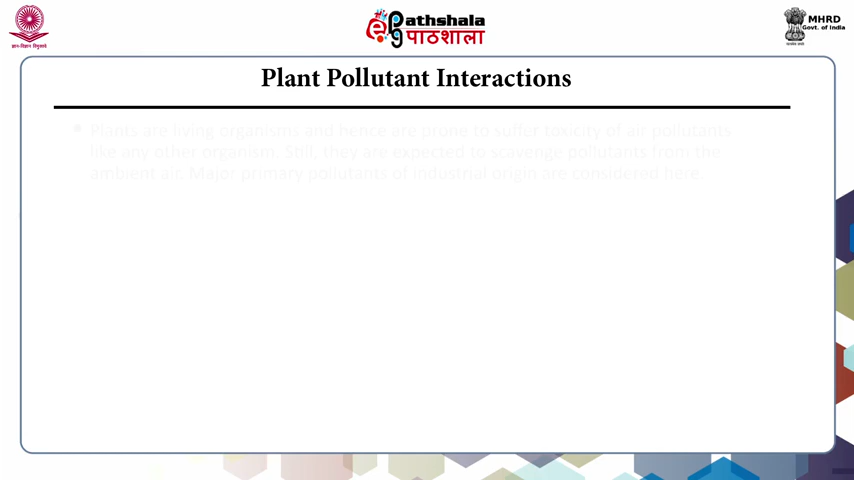 ePathshala
पाठशाला
MHRD
Govt. of India
Plant Pollutant Interactions
Plants are living organisms and hence are prone to suffer toxicity of air pollutants
like any other organism. Still, they are expected to scavenge pollutants from the
ambient air. Major primary pollutants of industrial origin are considered here.